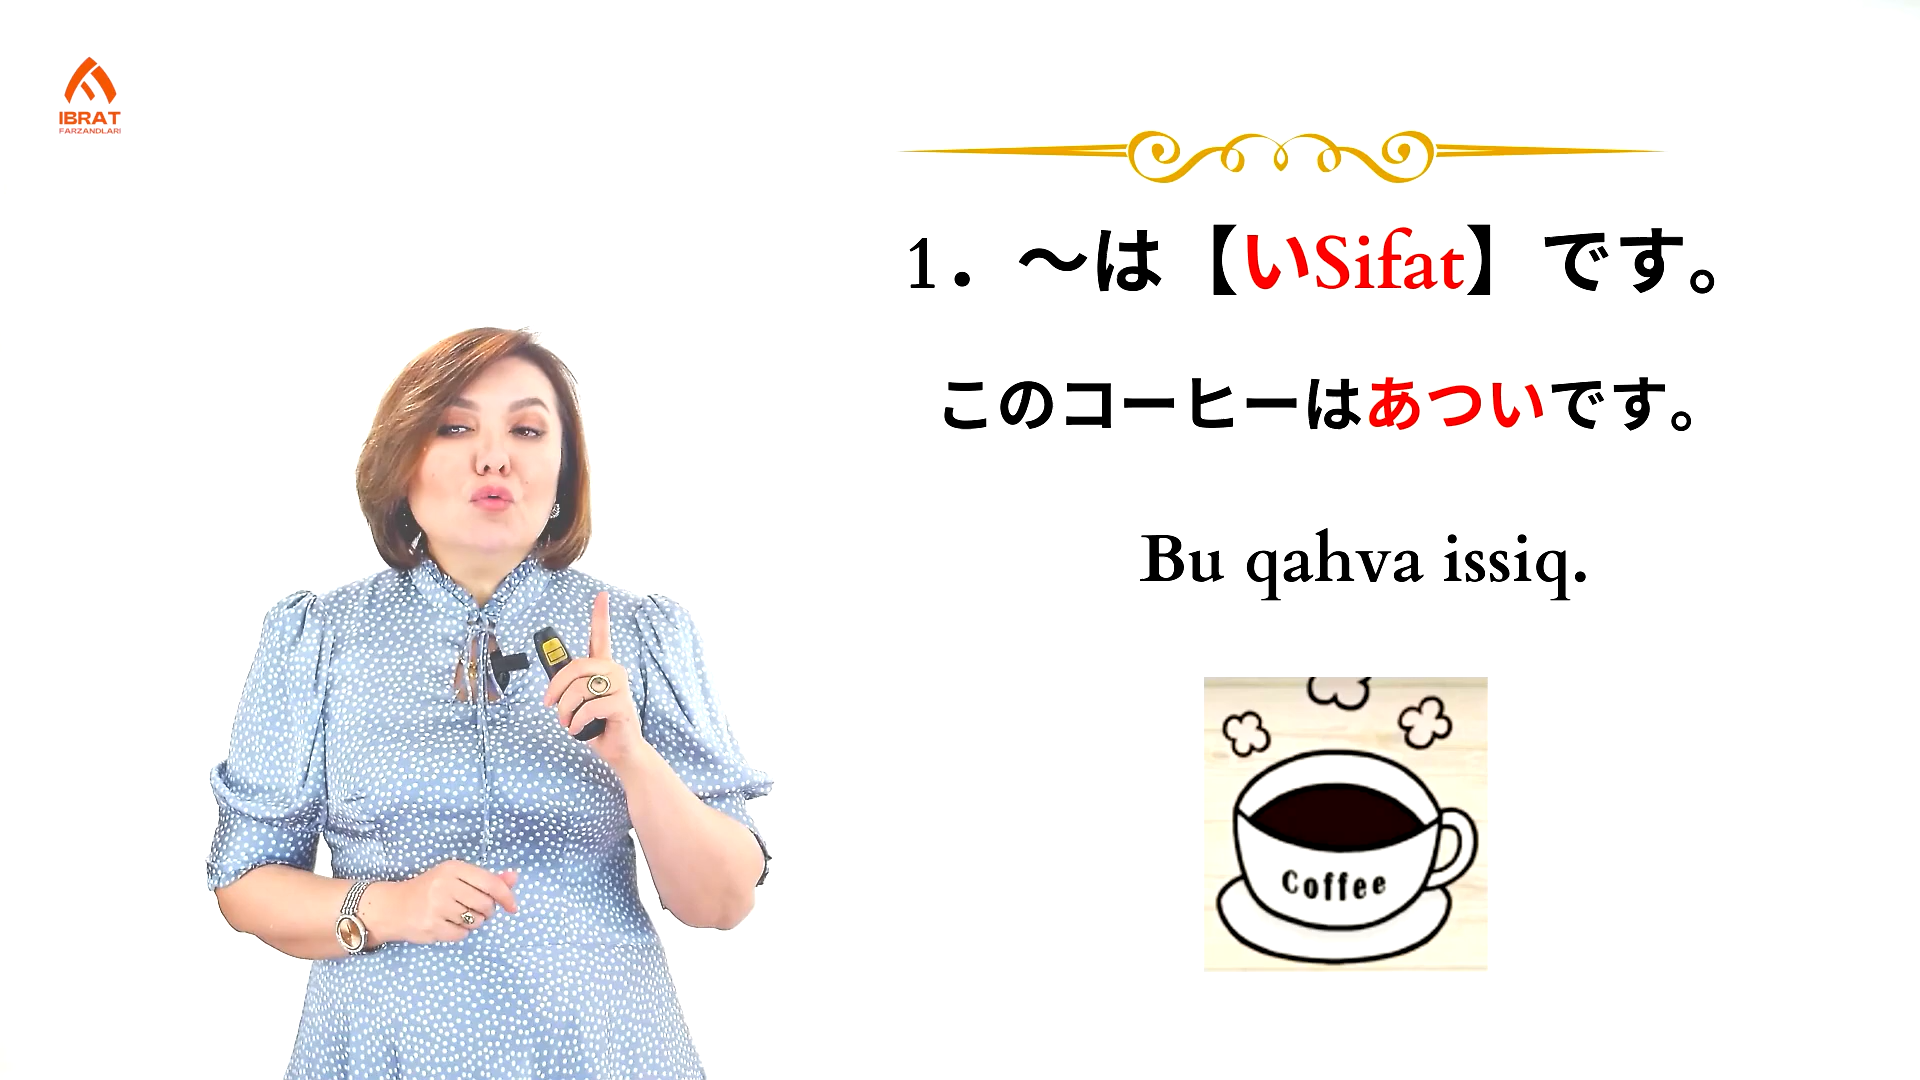 IBRAT
FARZANDLARI
1. ～は【いSifat】です。
このコーヒーはあついです。
Bu qahva issiq.
Coffee